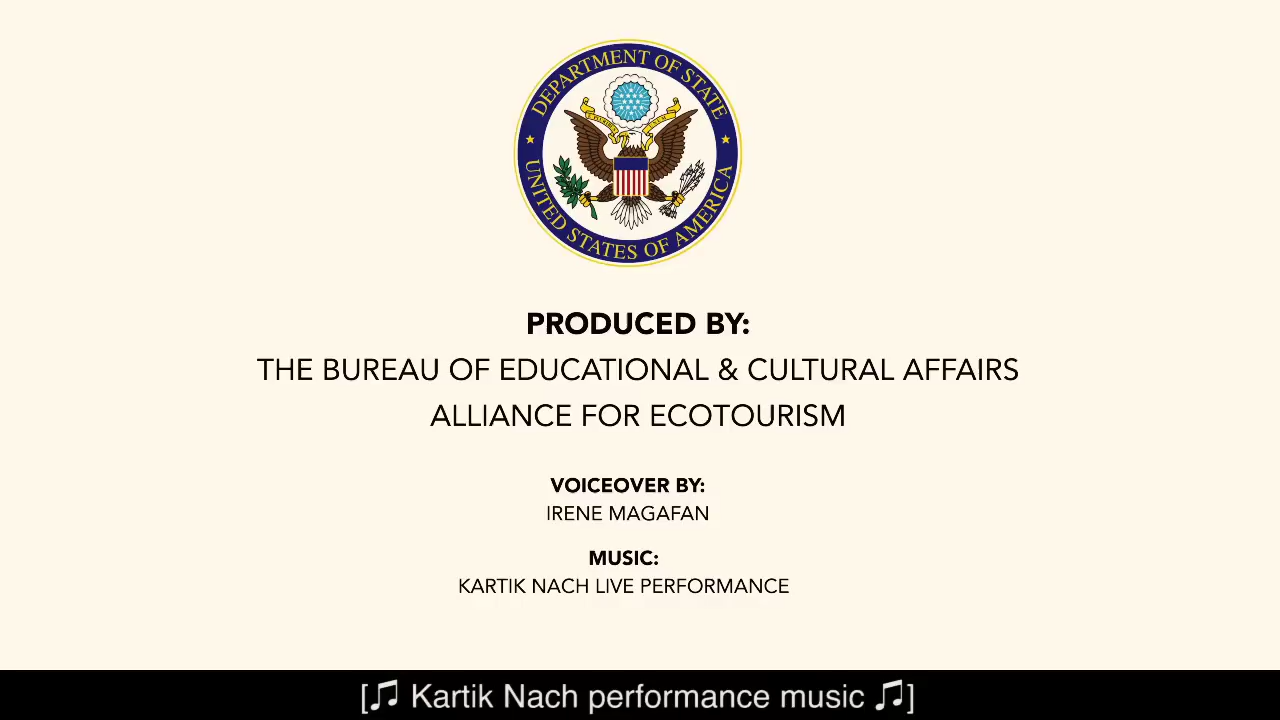 DEPARTMENT OF STATE
UNITED STATES OF AMERICA
PRODUCED BY:
THE BUREAU OF EDUCATIONAL & CULTURAL AFFAIRS
ALLIANCE FOR ECOTOURISM
VOICEOVER BY:
IRENE MAGAFAN
MUSIC:
KARTIK NACH LIVE PERFORMANCE
[🎵 Kartik Nach performance music 🎵]